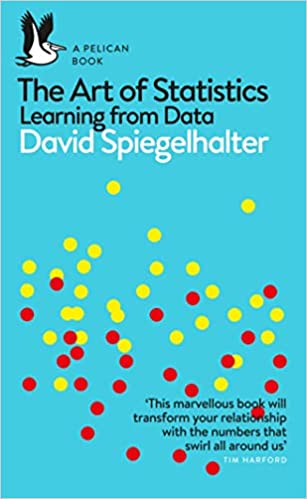 A PELICAN
BOOK
The Art of Statistics
Learning from Data
David Spiegelhalter
‘This marvellous book will
transform your relationship
with the numbers that
swirl all around us’
TIM HARFORD